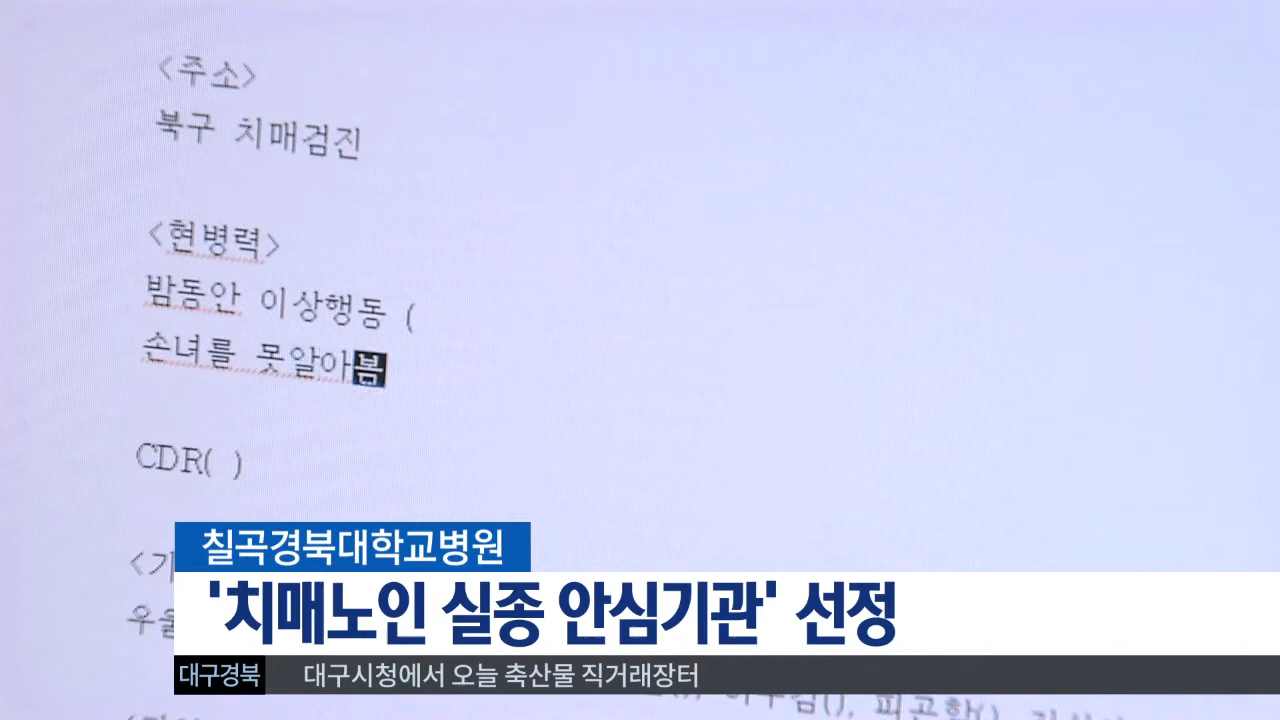 <주소>
북구 치매검진
<현병력>
밤동안 이상행동 (
손녀를 못알아봄
CDR( )
칠곡경북대학교병원
'치매노인 실종 안심기관' 선정
대구경북 대구시청에서 오늘 축산물 직거래장터